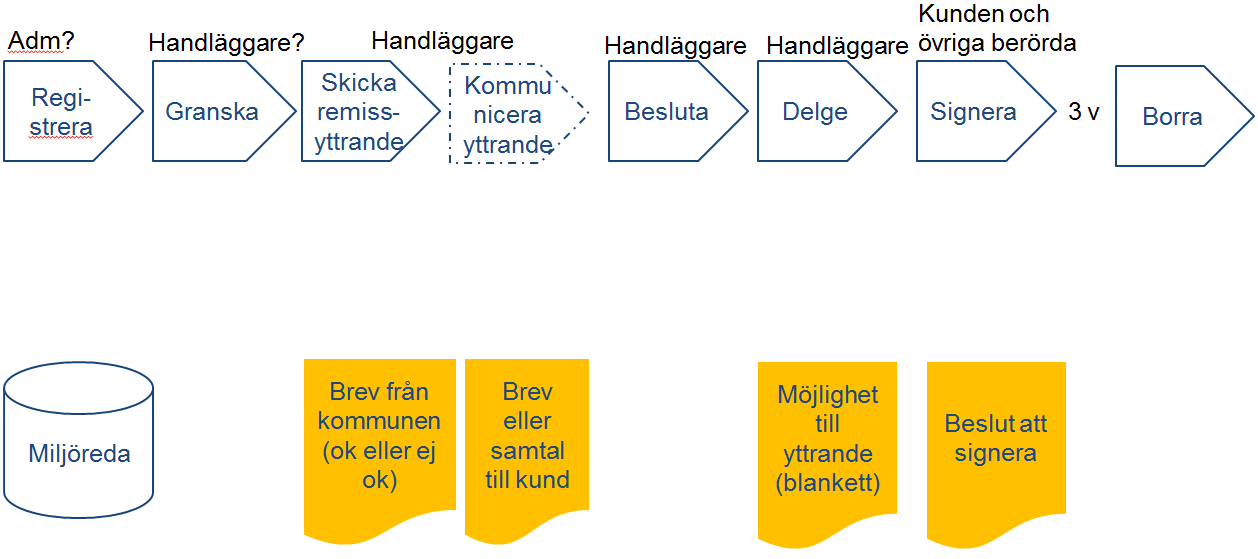 Adm?
Handläggare?
Handläggare
Handläggare
Handläggare
Kunden och
övriga berörda
Regi-
strera
Granska
Skicka
remiss-
yttrande
Kommu
nicera
yttrande
Besluta
Delge
Signera
3 v
Borra
Miljöreda
Brev från
kommunen
(ok eller ej
ok)
Brev
eller
samtal
till kund
Möjlighet
till
yttrande
(blankett)
Beslut att
signera